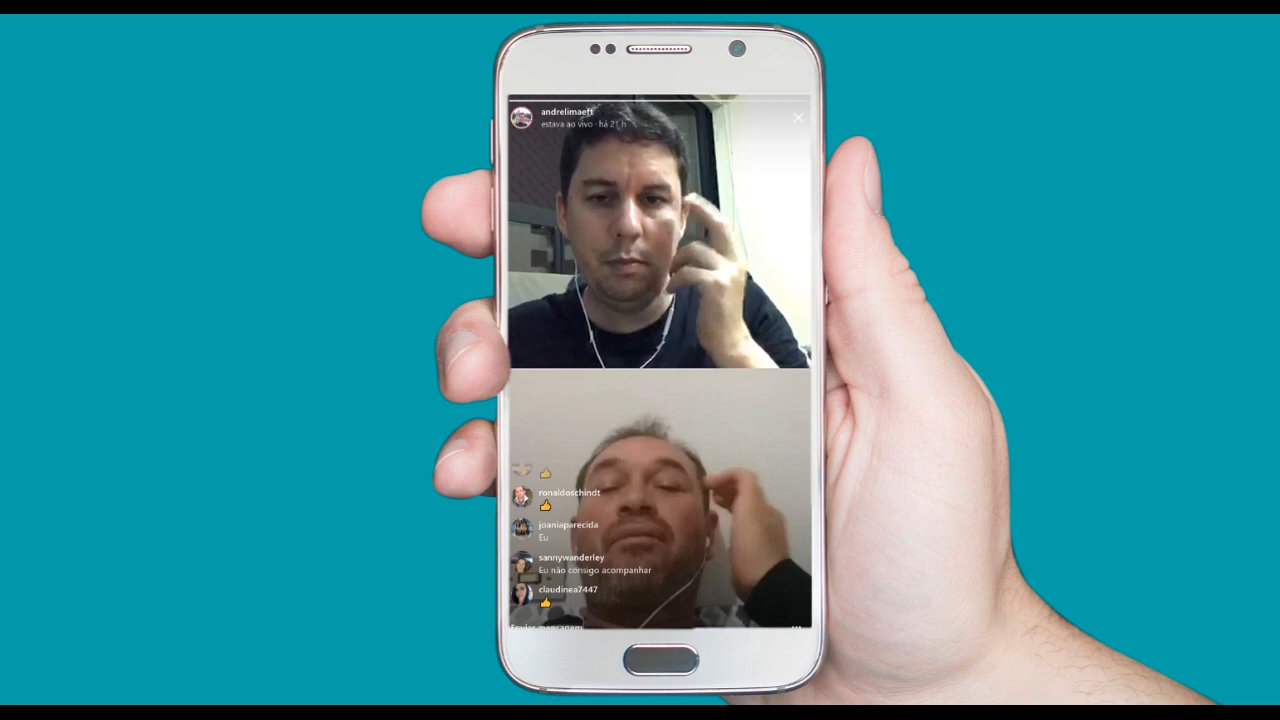 andrelimaeft
estava ao vivo · há 21 h
ronaldoschindt
joaniaparecida
Eu
sannywanderley
Eu não consigo acompanhar
claudinea7447
Enviar mensagem